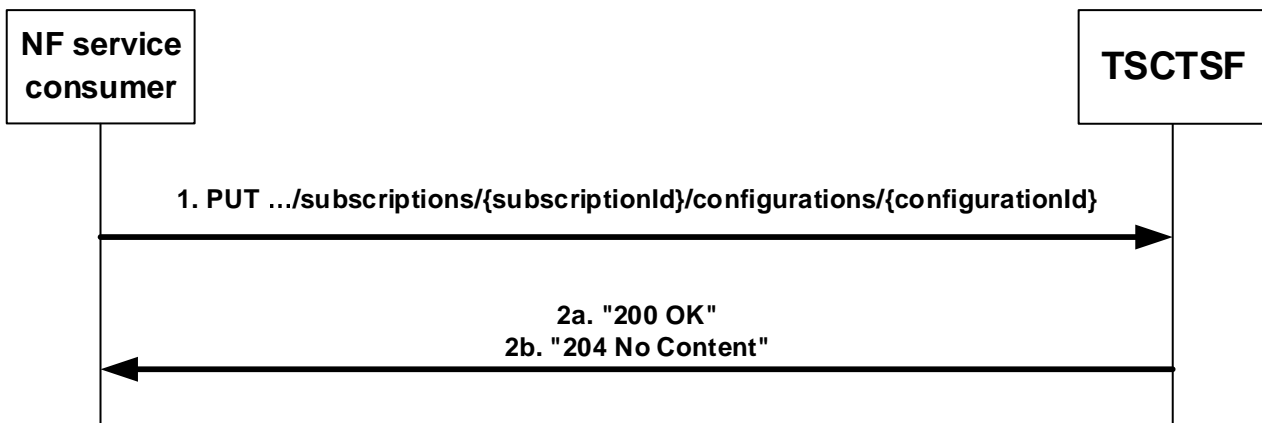 NF service
consumer
TSCTSF
1. PUT .../subscriptions/{subscriptionId}/configurations/{configurationId}
2a. "200 OK"
2b. "204 No Content"